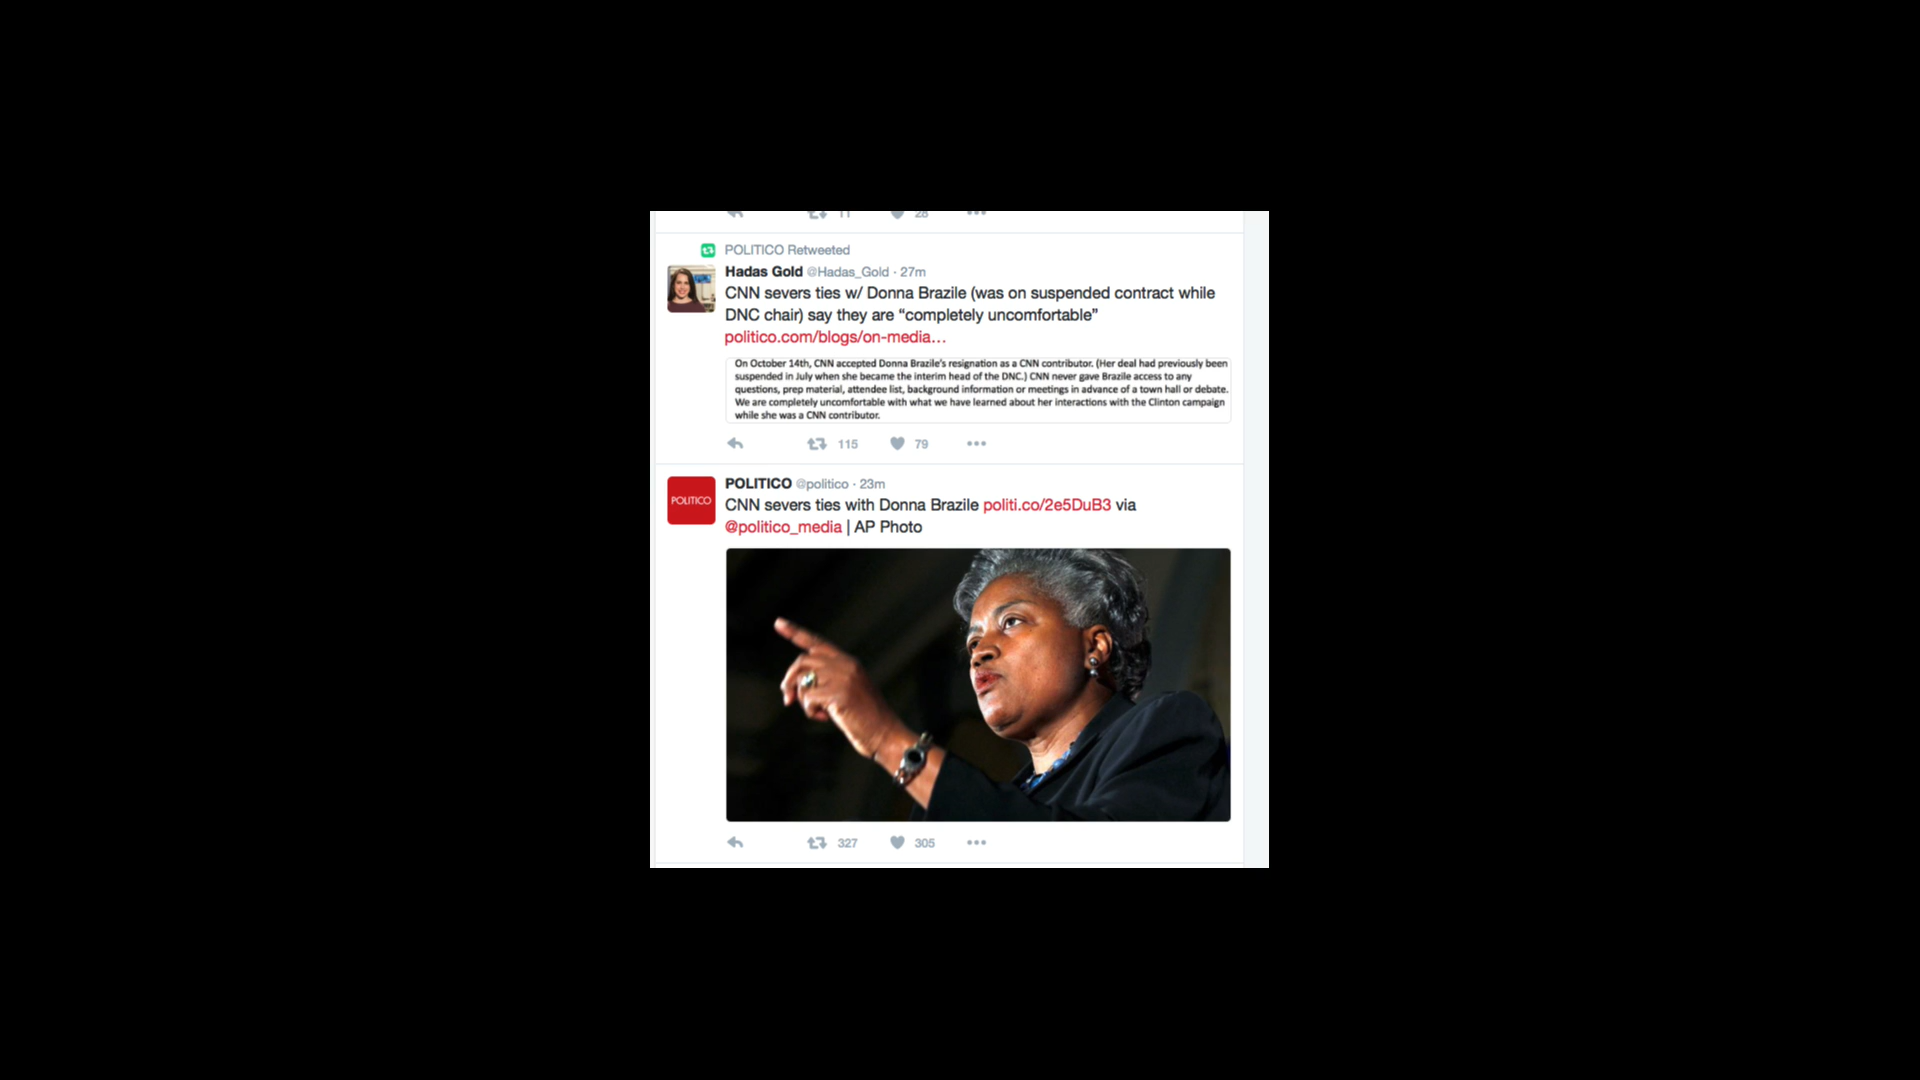 11 28
POLITICO Retweeted
Hadas Gold @Hadas_Gold · 27m
CNN severs ties w/ Donna Brazile (was on suspended contract while
DNC chair) say they are “completely uncomfortable”
politico.com/blogs/on-media…
On October 14th, CNN accepted Donna Brazile's resignation as a CNN contributor. (Her deal had previously been
suspended in July when she became the interim head of the DNC.) CNN never gave Brazile access to any
questions, prep material, attendee list, background information or meetings in advance of a town hall or debate.
We are completely uncomfortable with what we have learned about her interactions with the Clinton campaign
while she was a CNN contributor.
115 79
POLITICO
POLITICO @politico · 23m
CNN severs ties with Donna Brazile politi.co/2e5DuB3 via
@politico_media | AP Photo
327 305